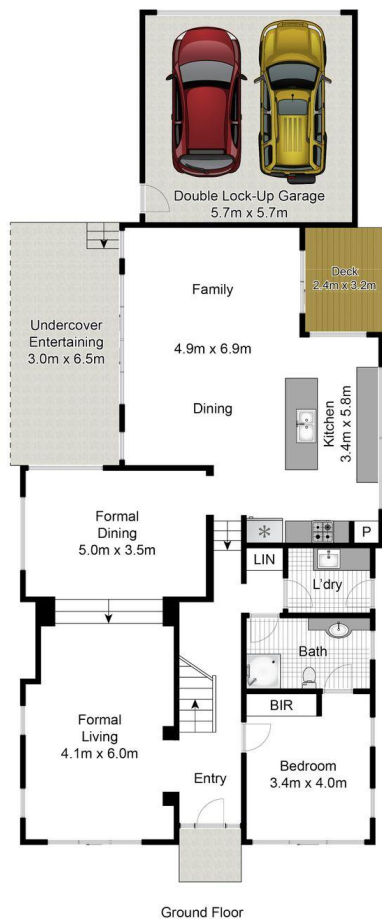 Double Lock-Up Garage
5.7m x 5.7m
Family
Deck
2.4m x 3.2m
Undercover
Entertaining
3.0m x 6.5m
4.9m x 6.9m
Dining
Kitchen
3.4m x 5.8m
Formal
Dining
5.0m x 3.5m
P
LIN
L'dry
Bath
BIR
Formal
Living
4.1m x 6.0m
Bedroom
3.4m x 4.0m
Entry
Ground Floor